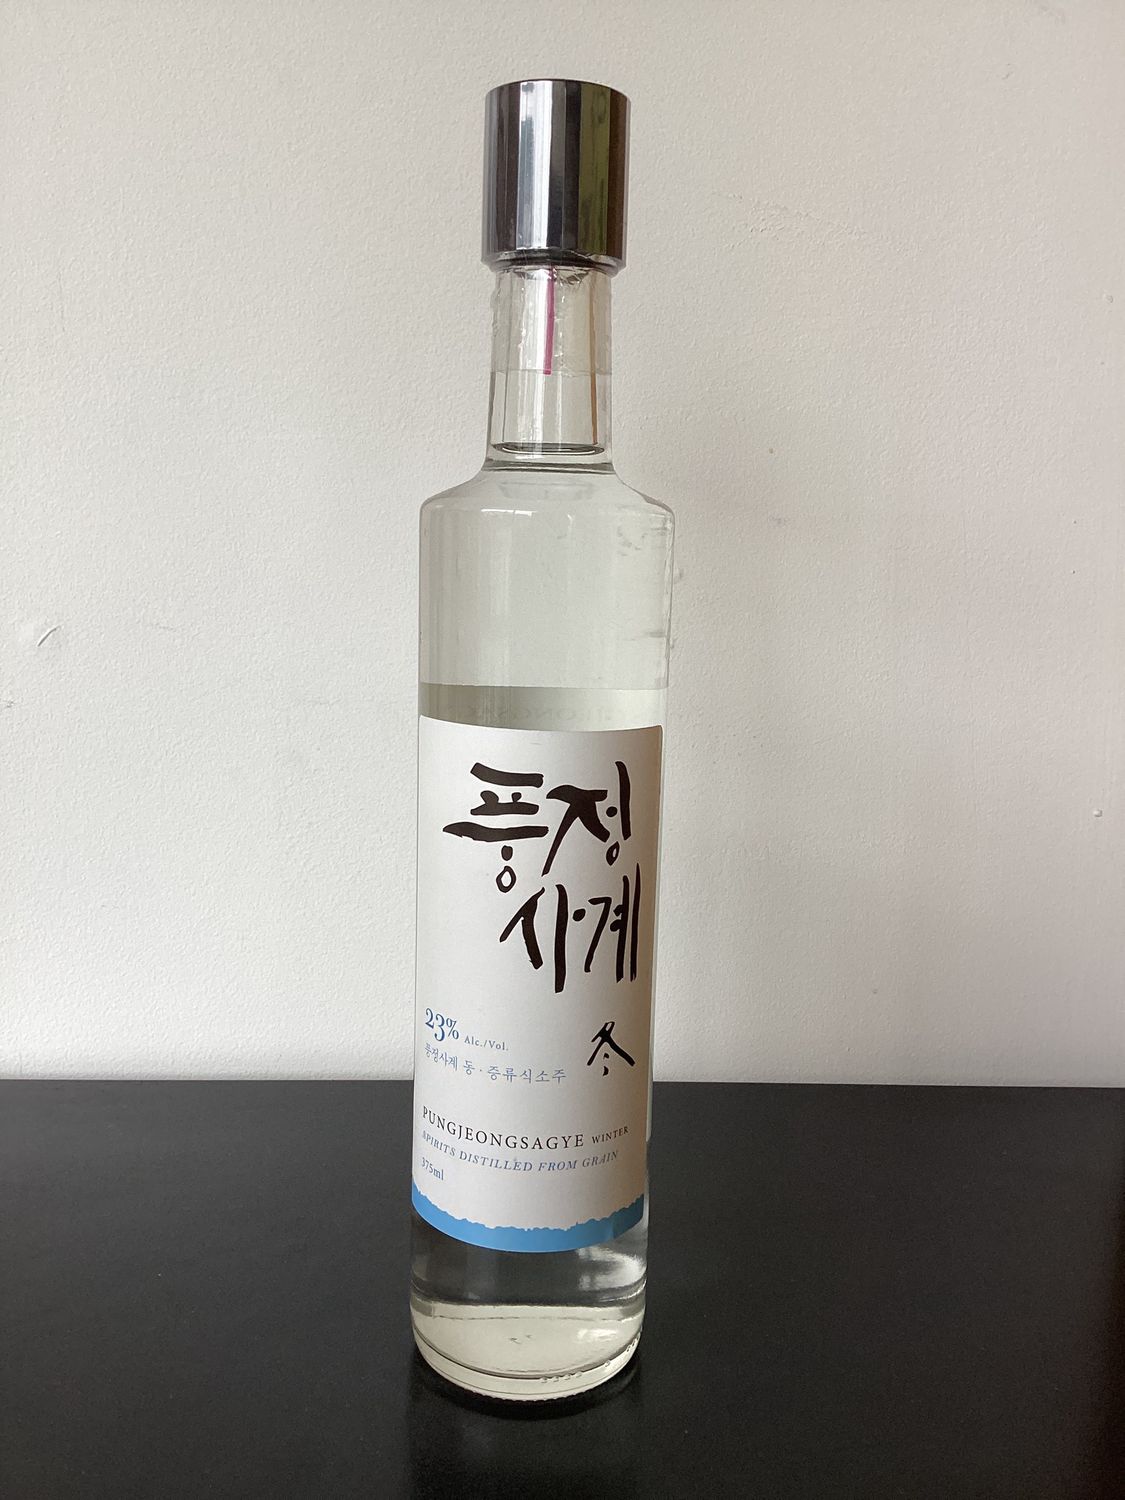 풍정
사계
冬
23% Alc./Vol.
풍정사계 동·증류식소주
PUNGJEONGSAGYE WINTER
SPIRITS DISTILLED FROM GRAIN
375ml